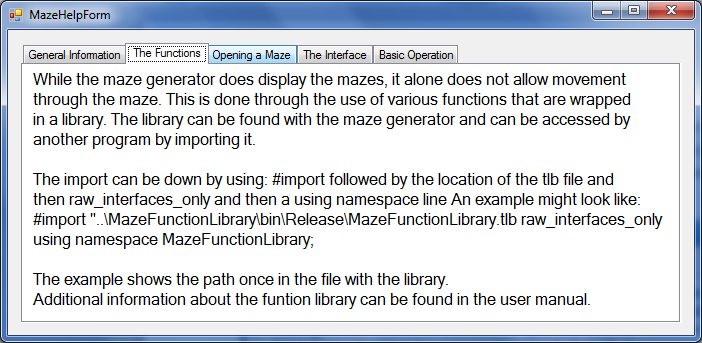 MazeHelpForm
General Information
The Functions
Opening a Maze
The Interface
Basic Operation
While the maze generator does display the mazes, it alone does not allow movement
through the maze. This is done through the use of various functions that are wrapped
in a library. The library can be found with the maze generator and can be accessed by
another program by importing it.
The import can be down by using: #import followed by the location of the tlb file and
then raw_interfaces_only and then a using namespace line An example might look like:
#import "..\MazeFunctionLibrary\bin\Release\MazeFunctionLibrary.tlb raw_interfaces_only
using namespace MazeFunctionLibrary;
The example shows the path once in the file with the library.
Additional information about the funtion library can be found in the user manual.